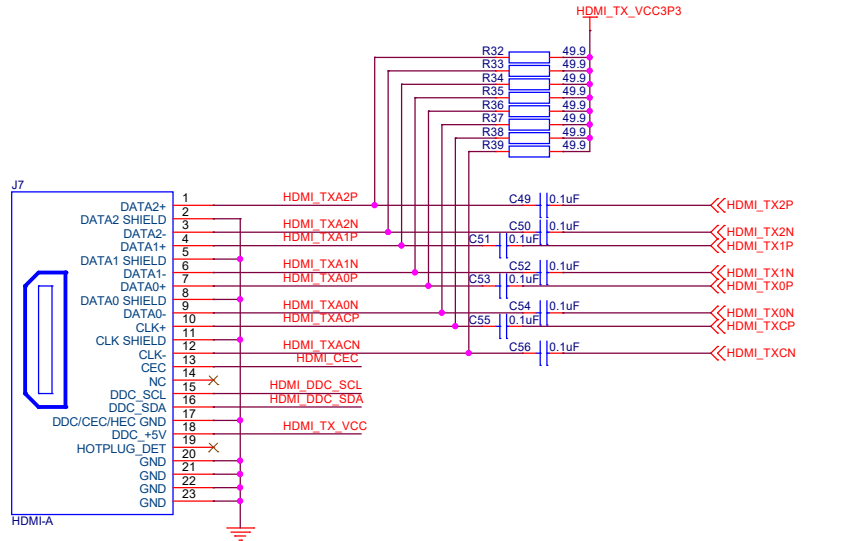 HDMI_TX_VCC3P3
R32 49.9
R33 49.9
R34 49.9
R35 49.9
R36 49.9
R37 49.9
R38 49.9
R39 49.9
J7
DATA2+ 1 HDMI_TXA2P C49 0.1uF HDMI_TX2P
DATA2 SHIELD 2
DATA2- 3 HDMI_TXA2N C50 0.1uF HDMI_TX2N
DATA1+ 4 HDMI_TXA1P C51 0.1uF HDMI_TX1P
DATA1 SHIELD 5
DATA1- 6 HDMI_TXA1N C52 0.1uF HDMI_TX1N
DATA0+ 7 HDMI_TXA0P C53 0.1uF HDMI_TX0P
DATA0 SHIELD 8
DATA0- 9 HDMI_TXA0N C54 0.1uF HDMI_TX0N
CLK+ 10 HDMI_TXACP C55 0.1uF HDMI_TXCP
CLK SHIELD 11
CLK- 12 HDMI_TXACN C56 0.1uF HDMI_TXCN
CEC 13 HDMI_CEC
NC 14
DDC_SCL 15 HDMI_DDC_SCL
DDC_SDA 16 HDMI_DDC_SDA
DDC/CEC/HEC GND 17
DDC_+5V 18 HDMI_TX_VCC
HOTPLUG_DET 19
GND 20
GND 21
GND 22
GND 23
HDMI-A